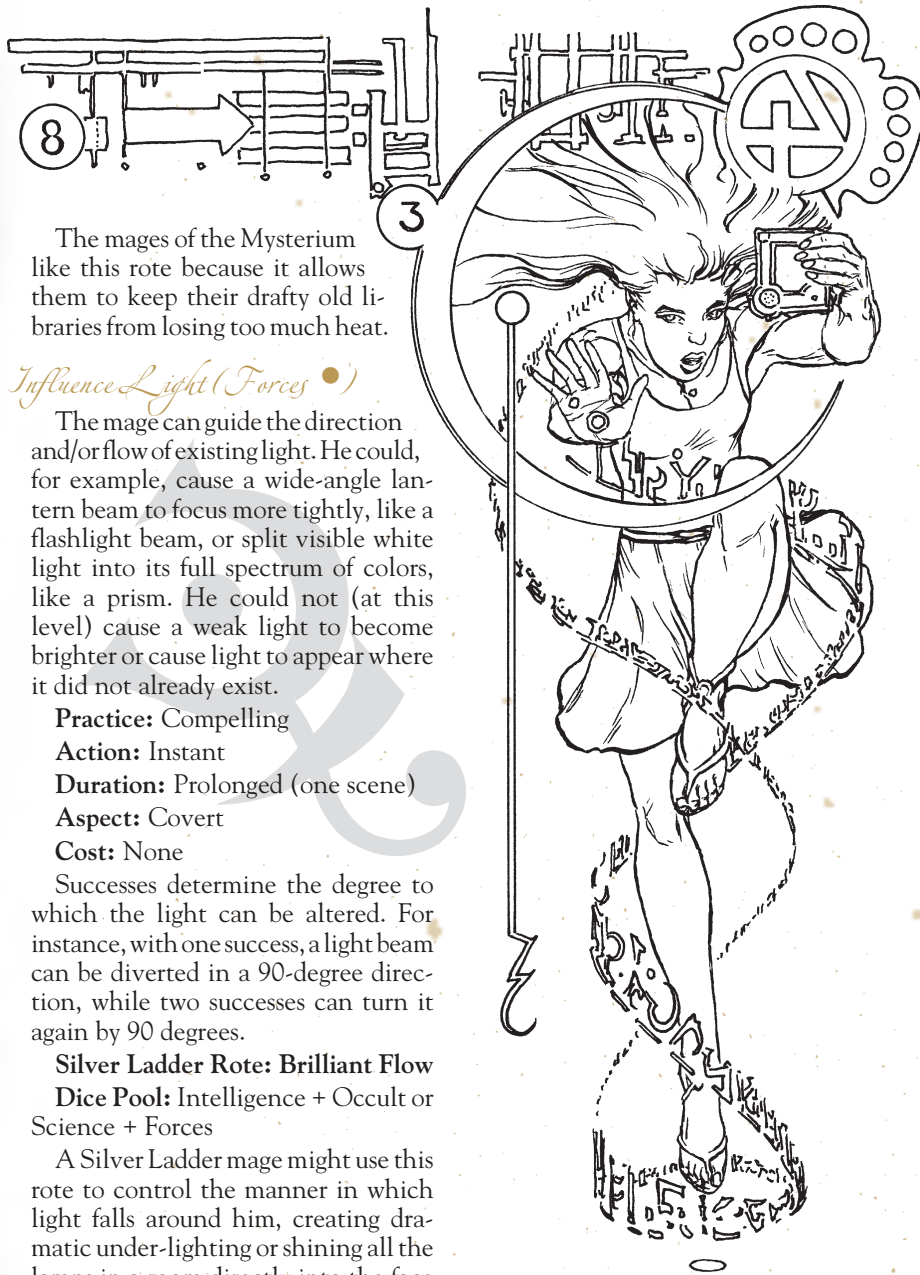 8
3
The mages of the Mysterium
like this rote because it allows
them to keep their drafty old li-
braries from losing too much heat.
Influence Light (Forces •)
The mage can guide the direction
and/or flow of existing light. He could,
for example, cause a wide-angle lan-
tern beam to focus more tightly, like a
flashlight beam, or split visible white
light into its full spectrum of colors,
like a prism. He could not (at this
level) cause a weak light to become
brighter or cause light to appear where
it did not already exist.
Practice: Compelling
Action: Instant
Duration: Prolonged (one scene)
Aspect: Covert
Cost: None
Successes determine the degree to
which the light can be altered. For
instance, with one success, a light beam
can be diverted in a 90-degree direc-
tion, while two successes can turn it
again by 90 degrees.
Silver Ladder Rote: Brilliant Flow
Dice Pool: Intelligence + Occult or
Science + Forces
A Silver Ladder mage might use this
rote to control the manner in which
light falls around him, creating dra-
matic under-lighting or shining all the
lamps in a room directly into the face